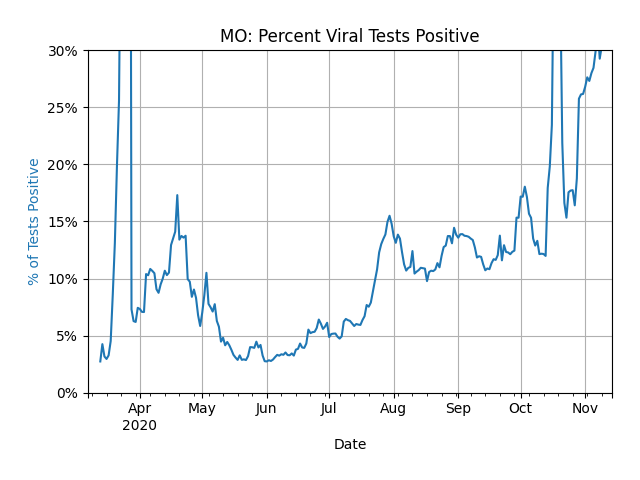 MO: Percent Viral Tests Positive
30%
25%
20%
15%
10%
5%
0%
% of Tests Positive
Apr May Jun Jul Aug Sep Oct Nov
2020
Date